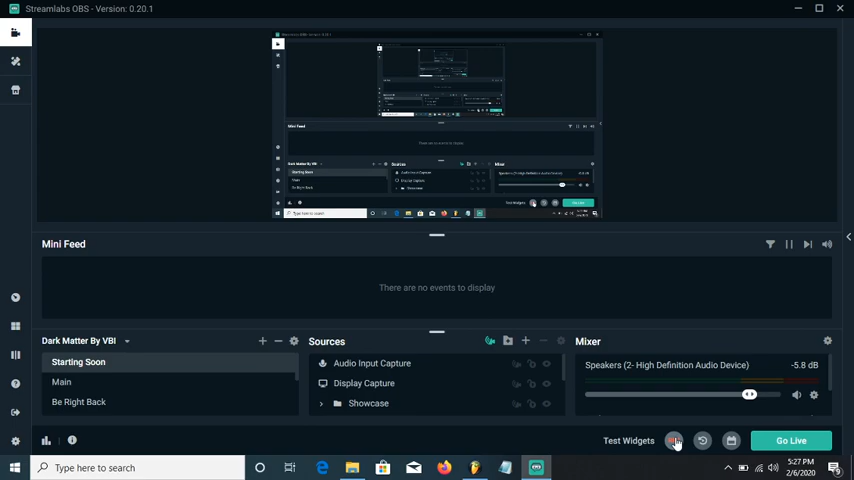 Streamlabs OBS - Version: 0.20.1
Mini Feed
There are no events to display
Dark Matter By VBI
Sources
Mixer
Starting Soon
Main
Be Right Back
Audio Input Capture
Display Capture
Showcase
Speakers (2- High Definition Audio Device) -5.8 dB
Test Widgets
Go Live
Type here to search
5:27 PM
2/6/2020